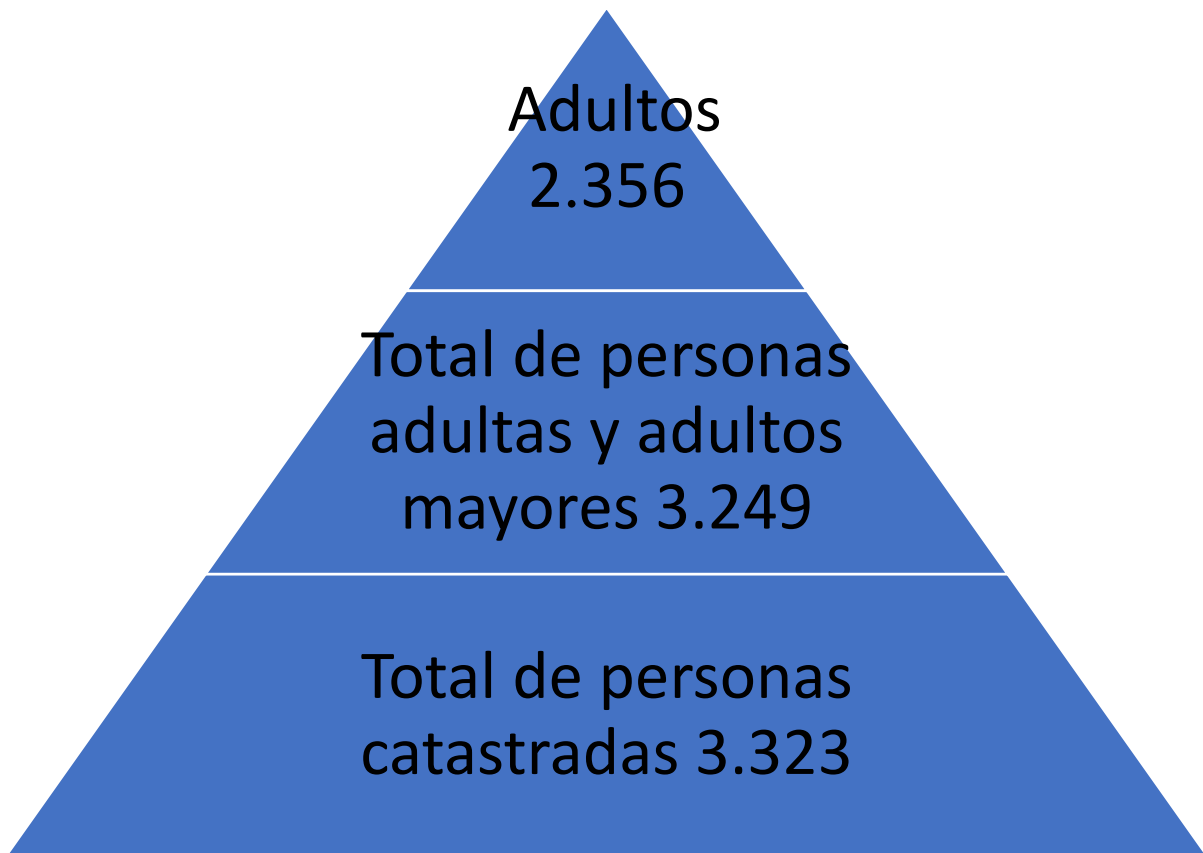 Adultos
2.356
Total de personas
adultas y adultos
mayores 3.249
Total de personas
catastradas 3.323